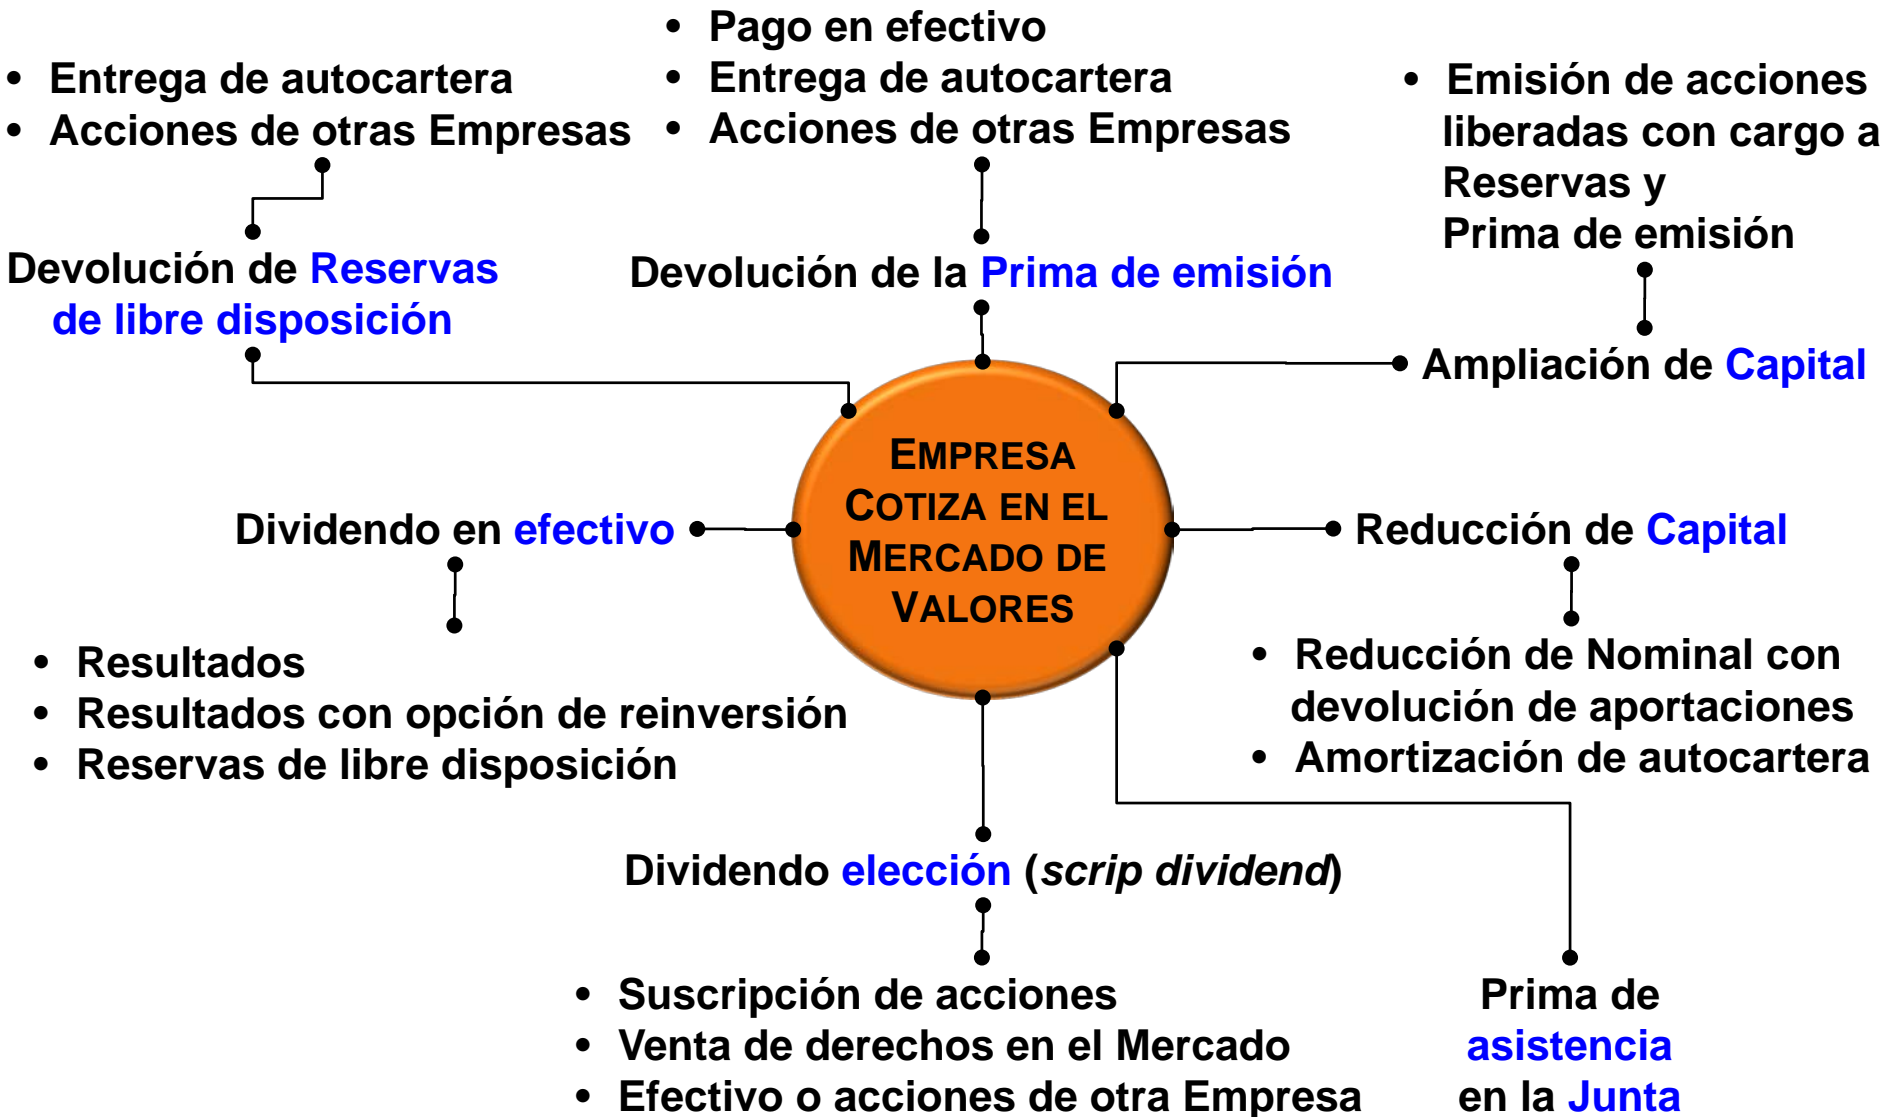 • Entrega de autocartera
• Acciones de otras Empresas
Devolución de Reservas
de libre disposición
• Pago en efectivo
• Entrega de autocartera
• Acciones de otras Empresas
Devolución de la Prima de emisión
• Emisión de acciones
liberadas con cargo a
Reservas y
Prima de emisión
Ampliación de Capital
EMPRESA
COTIZA EN EL
MERCADO DE
VALORES
Dividendo en efectivo
• Resultados
• Resultados con opción de reinversión
• Reservas de libre disposición
Reducción de Capital
• Reducción de Nominal con
devolución de aportaciones
• Amortización de autocartera
Dividendo elección (scrip dividend)
• Suscripción de acciones
• Venta de derechos en el Mercado
• Efectivo o acciones de otra Empresa
Prima de
asistencia
en la Junta